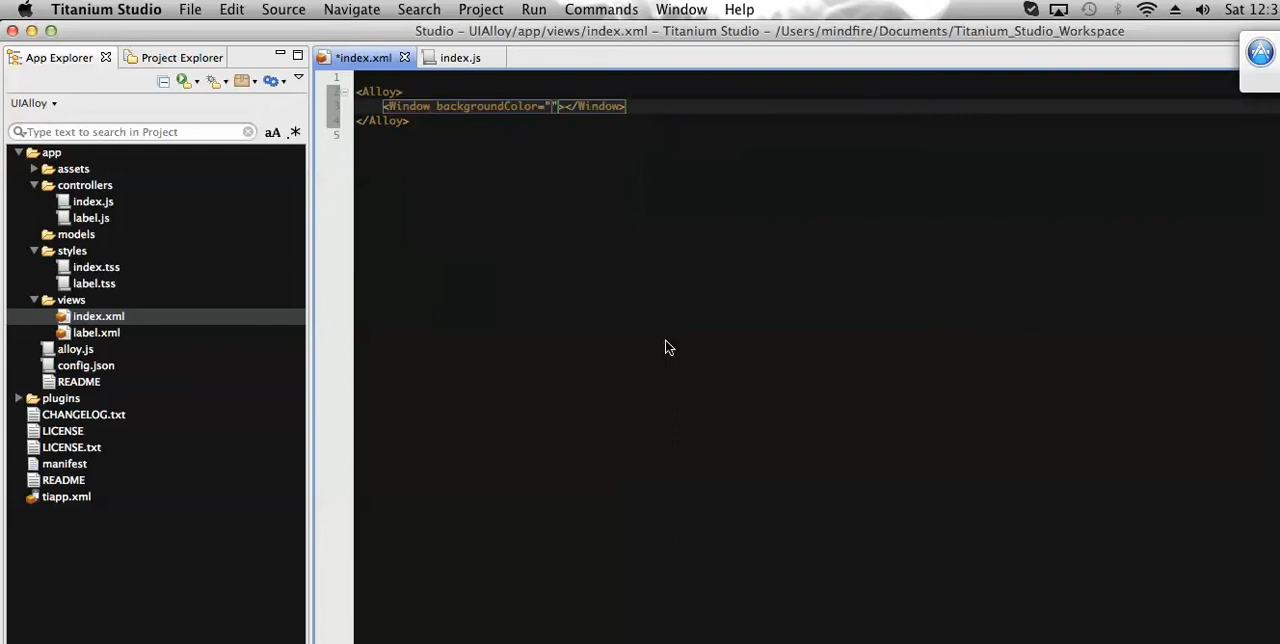 Titanium Studio File Edit Source Navigate Search Project Run Commands Window Help Sat 12:3
Studio - UIAlloy/app/views/index.xml - Titanium Studio - /Users/mindfire/Documents/Titanium_Studio_Workspace
App Explorer Project Explorer *index.xml index.js
UIAlloy
Type text to search in Project aA .*
app
assets
controllers
index.js
label.js
models
styles
index.tss
label.tss
views
index.xml
label.xml
alloy.js
config.json
README
plugins
CHANGELOG.txt
LICENSE
LICENSE.txt
manifest
README
tiapp.xml
1
2 <Alloy>
3 <Window backgroundColor=""></Window>
4 </Alloy>
5